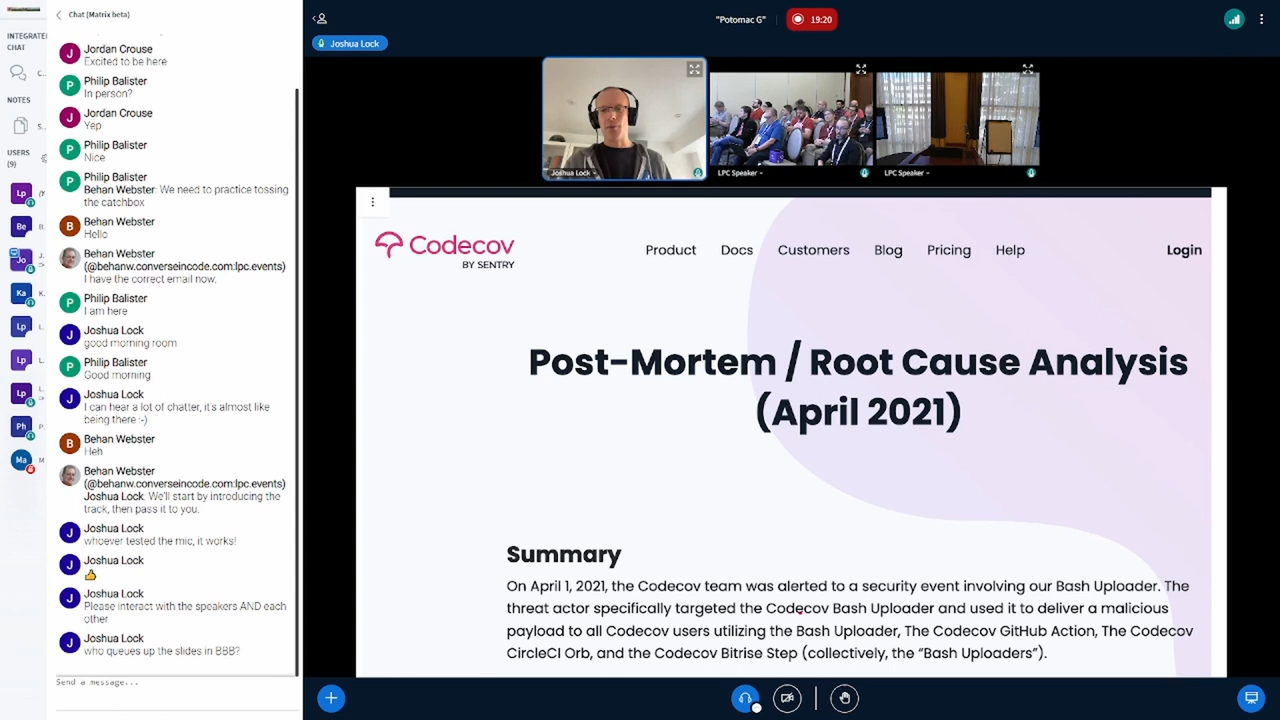 INTEGRATE
CHAT
C..
NOTES
S..
USERS
(9)
Lp
Be
B.
Jo
J.
Ka
K.
Lp
L.
Lp
L.
Lp
L.
Ph
P.
Ma
M
Chat (Matrix beta)
J
Jordan Crouse
Excited to be here
P
Philip Balister
In person?
J
Jordan Crouse
Yep
P
Philip Balister
Nice
P
Philip Balister
Behan Webster: We need to practice tossing
the catchbox
B
Behan Webster
Hello
Behan Webster
(@behanw.converseincode.com:lpc.events)
I have the correct email now.
P
Philip Balister
I am here
J
Joshua Lock
good morning room
P
Philip Balister
Good morning
J
Joshua Lock
I can hear a lot of chatter, it's almost like
being there :-)
B
Behan Webster
Heh
Behan Webster
(@behanw.converseincode.com:lpc.events)
Joshua Lock: We'll start by introducing the
track, then pass it to you.
J
Joshua Lock
whoever tested the mic, it works!
J
Joshua Lock
👍
J
Joshua Lock
Please interact with the speakers AND each
other
J
Joshua Lock
who queues up the slides in BBB?
Send a message...
"Potomac G"
19:20
Joshua Lock
Joshua Lock
LPC Speaker
LPC Speaker
Codecov
BY SENTRY
Product Docs Customers Blog Pricing Help Login
Post-Mortem / Root Cause Analysis
(April 2021)
Summary
On April 1, 2021, the Codecov team was alerted to a security event involving our Bash Uploader. The
threat actor specifically targeted the Codecov Bash Uploader and used it to deliver a malicious
payload to all Codecov users utilizing the Bash Uploader, The Codecov GitHub Action, The Codecov
CircleCI Orb, and the Codecov Bitrise Step (collectively, the “Bash Uploaders”).